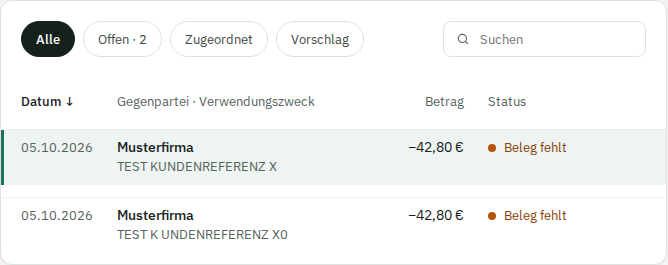 Alle Offen · 2 Zugeordnet Vorschlag Suchen
Datum ↓ Gegenpartei · Verwendungszweck Betrag Status
05.10.2026 Musterfirma −42,80 € Beleg fehlt
TEST KUNDENREFERENZ X
05.10.2026 Musterfirma −42,80 € Beleg fehlt
TEST K UNDENREFERENZ X0